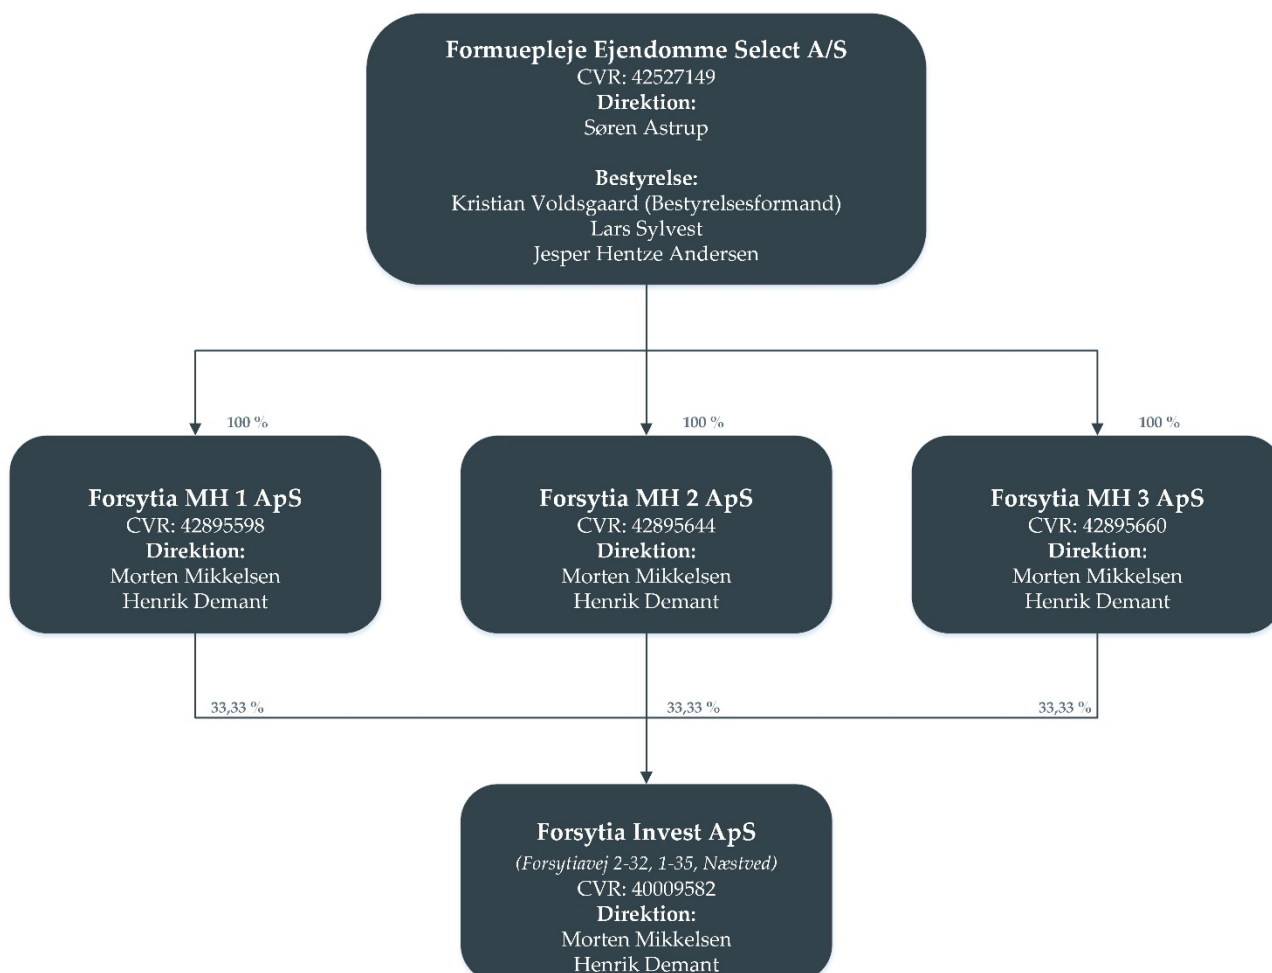 Formuepleje Ejendomme Select A/S
CVR: 42527149
Direktion:
Søren Astrup
Bestyrelse:
Kristian Voldsgaard (Bestyrelsesformand)
Lars Sylvest
Jesper Hentze Andersen
100 %
100 %
100 %
Forsytia MH 1 ApS
CVR: 42895598
Direktion:
Morten Mikkelsen
Henrik Demant
Forsytia MH 2 ApS
CVR: 42895644
Direktion:
Morten Mikkelsen
Henrik Demant
Forsytia MH 3 ApS
CVR: 42895660
Direktion:
Morten Mikkelsen
Henrik Demant
33,33 %
33,33 %
33,33 %
Forsytia Invest ApS
(Forsytiavej 2-32, 1-35, Næstved)
CVR: 40009582
Direktion:
Morten Mikkelsen
Henrik Demant